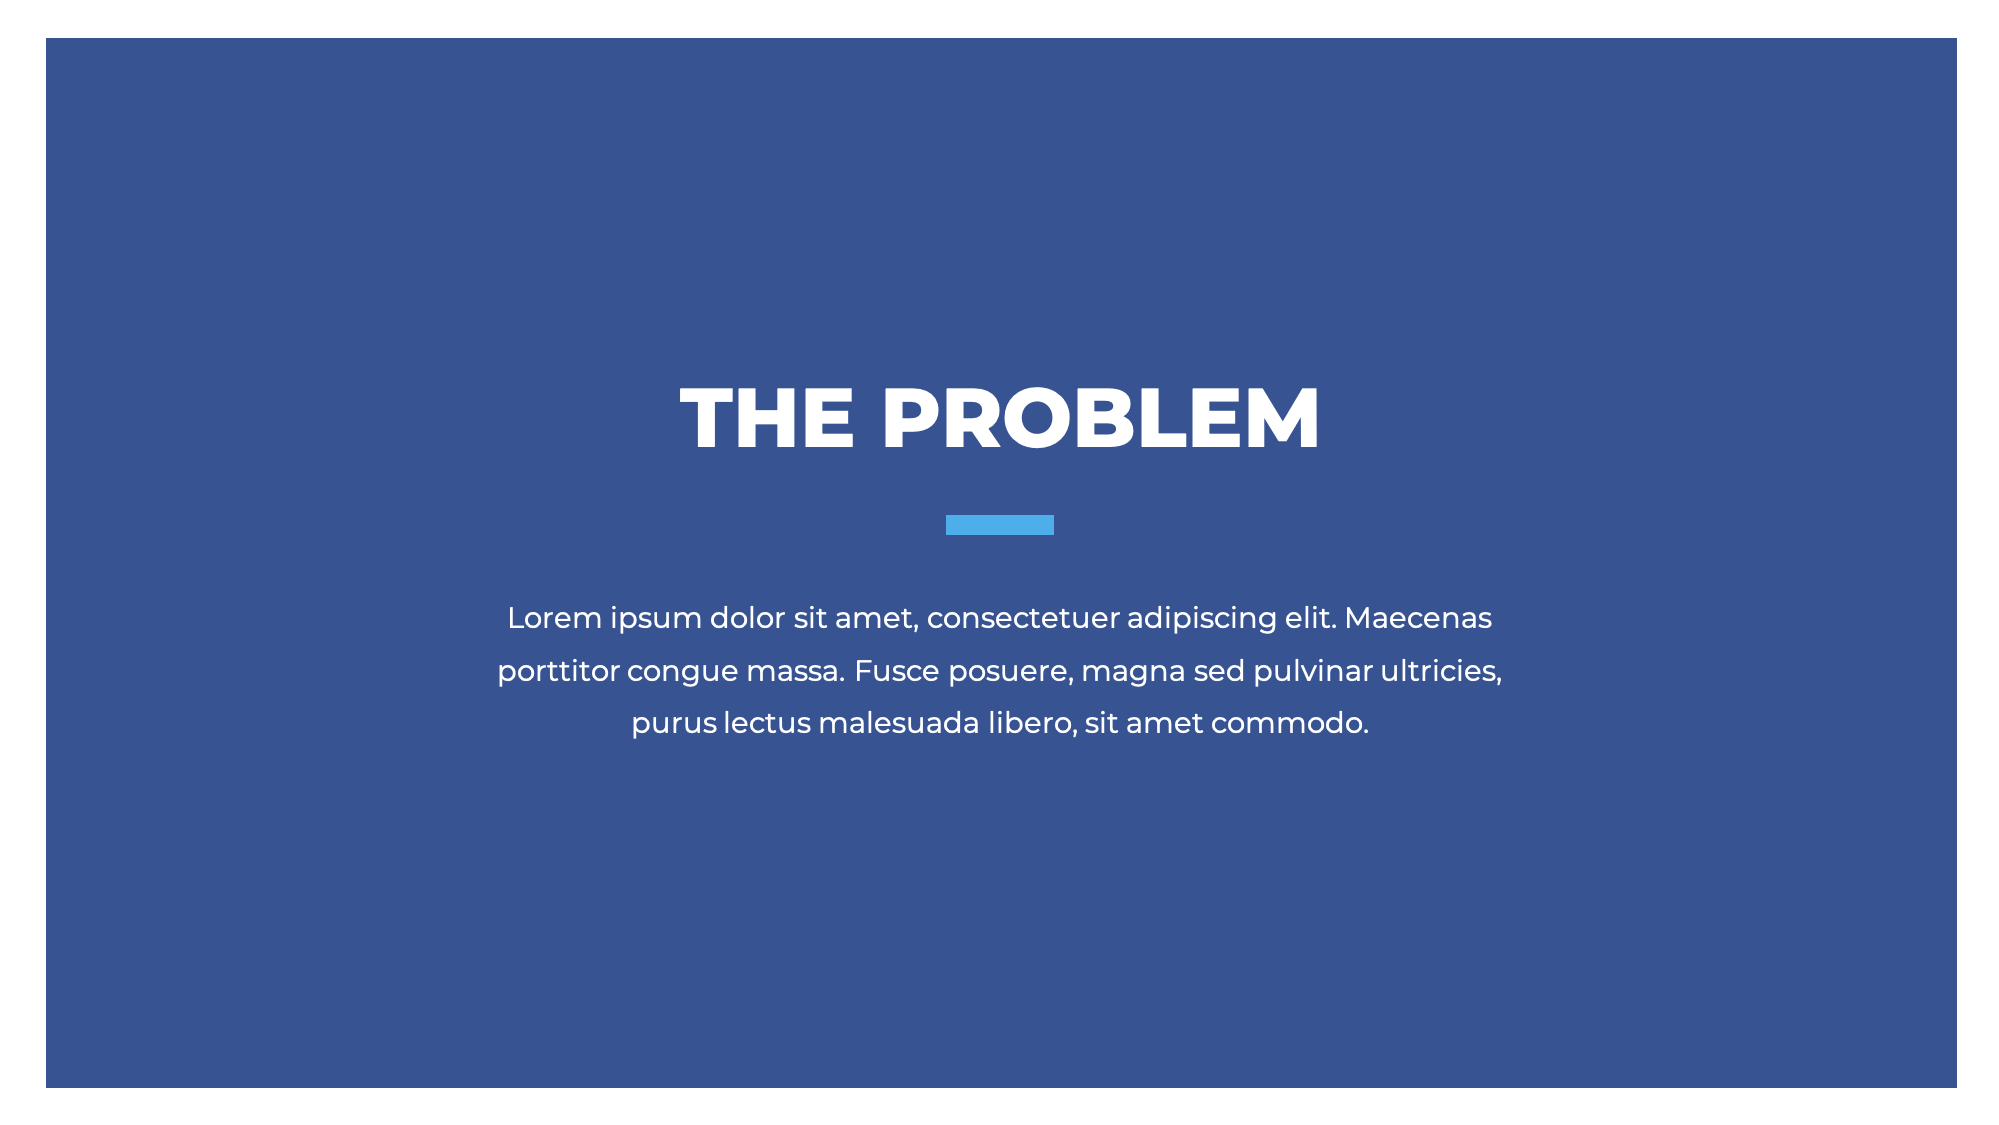 THE PROBLEM
Lorem ipsum dolor sit amet, consectetuer adipiscing elit. Maecenas
porttitor congue massa. Fusce posuere, magna sed pulvinar ultricies,
purus lectus malesuada libero, sit amet commodo.